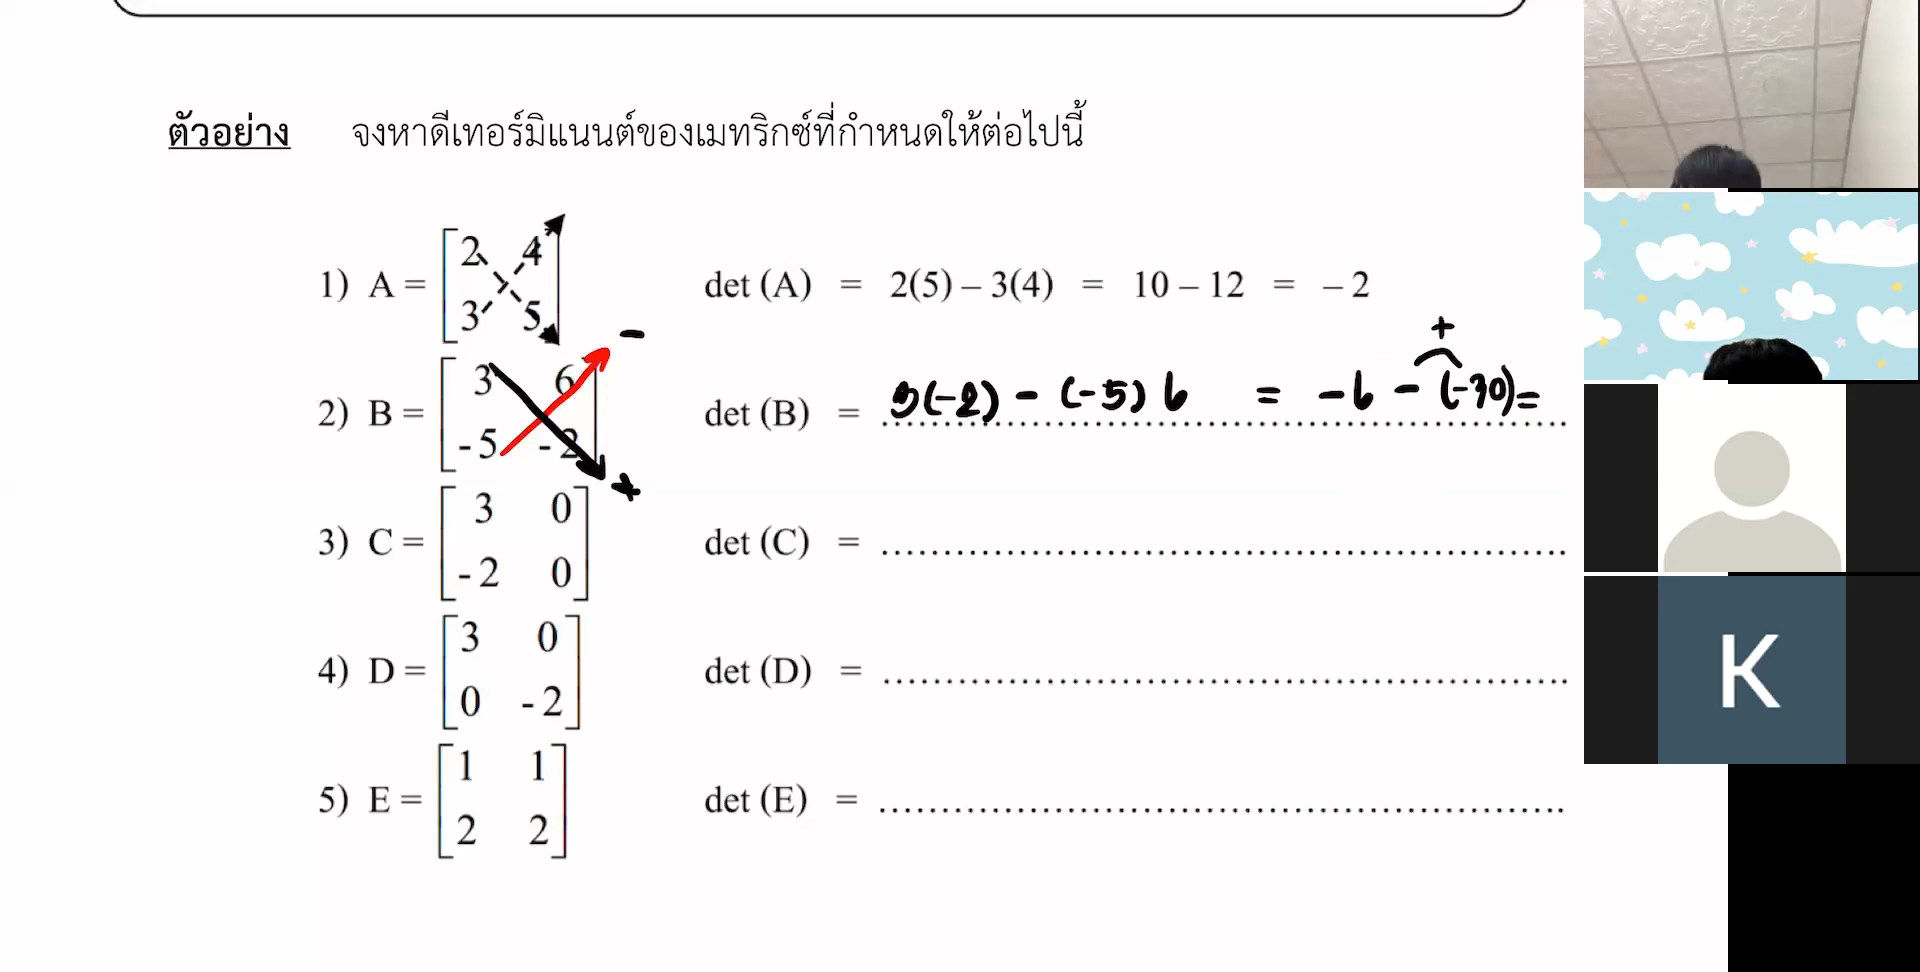 ตัวอย่าง จงหาดีเทอร์มิแนนต์ของเมทริกซ์ที่กำหนดให้ต่อไปนี้
2 4
1) A = det (A) = 2(5) – 3(4) = 10 – 12 = – 2
3 5
-
+
3 6
2) B = det (B) = 3(-2) - (-5) 6 = -6 - (-30) =
-5 -2
+
3 0
3) C = det (C) = ....................
-2 0
3 0
4) D = det (D) = ....................
0 -2
1 1
5) E = det (E) = ....................
2 2
K